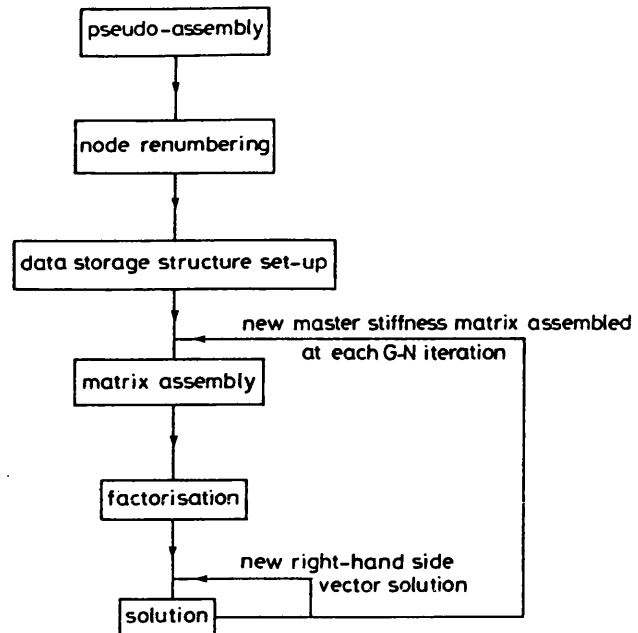 pseudo-assembly
node renumbering
data storage structure set-up
new master stiffness matrix assembled
at each G-N iteration
matrix assembly
factorisation
new right-hand side
vector solution
solution